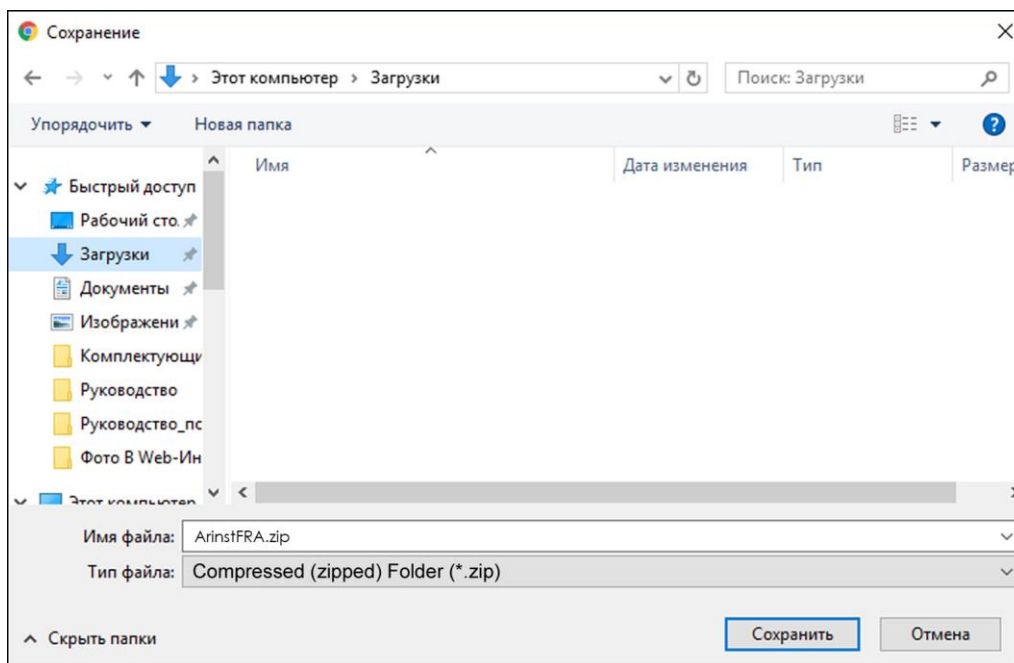 Сохранение
Этот компьютер > Загрузки
Поиск: Загрузки
Упорядочить
Новая папка
Имя
Дата изменения
Тип
Размер
Быстрый доступ
Рабочий сто.
Загрузки
Документы
Изображени
Комплектующи
Руководство
Руководство_пс
Фото В Web-Ин
Этот компьютер
Имя файла: ArinstFRA.zip
Тип файла: Compressed (zipped) Folder (*.zip)
Скрыть папки
Сохранить
Отмена